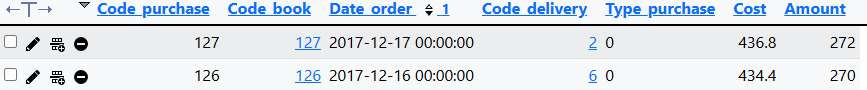 Code purchase Code book Date order 1 Code delivery Type purchase Cost Amount
127 127 2017-12-17 00:00:00 2 0 436.8 272
126 126 2017-12-16 00:00:00 6 0 434.4 270